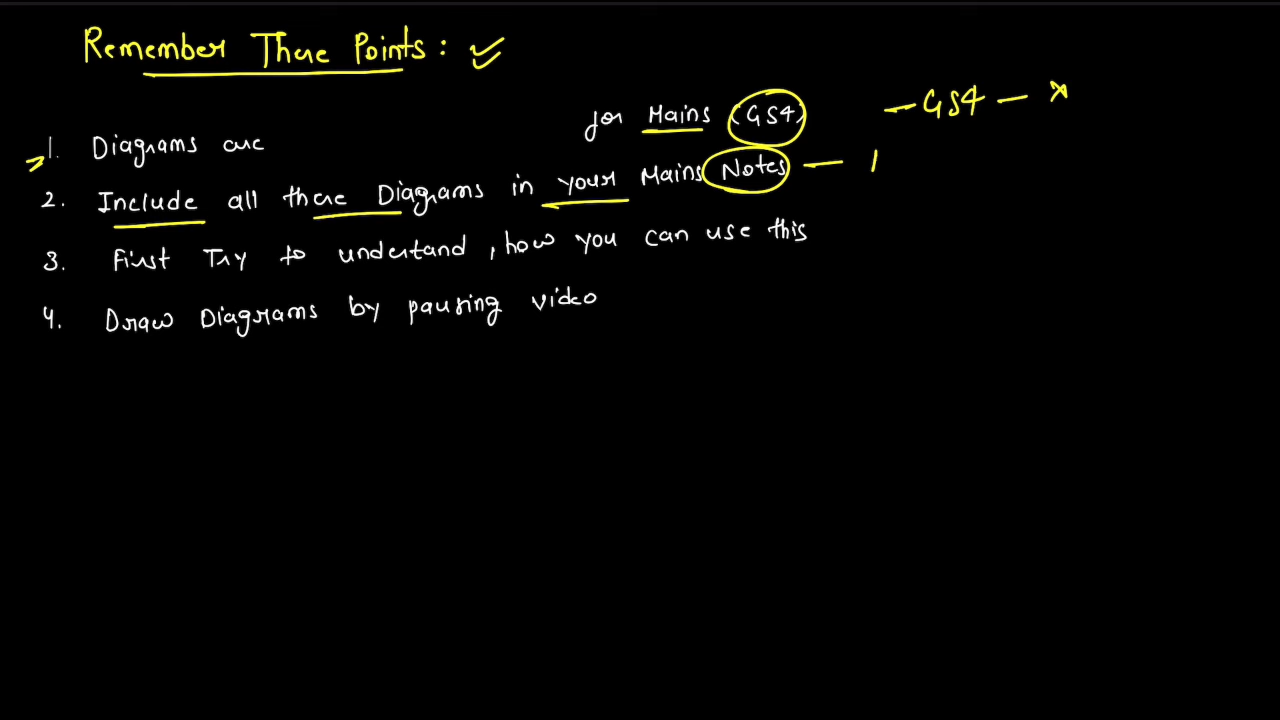 Remember These Points :
1. Diagrams are for Mains (GS4) — GS4 —
2. Include all these Diagrams in your Mains Notes —
3. First Try to understand, how you can use this
4. Draw Diagrams by pausing video